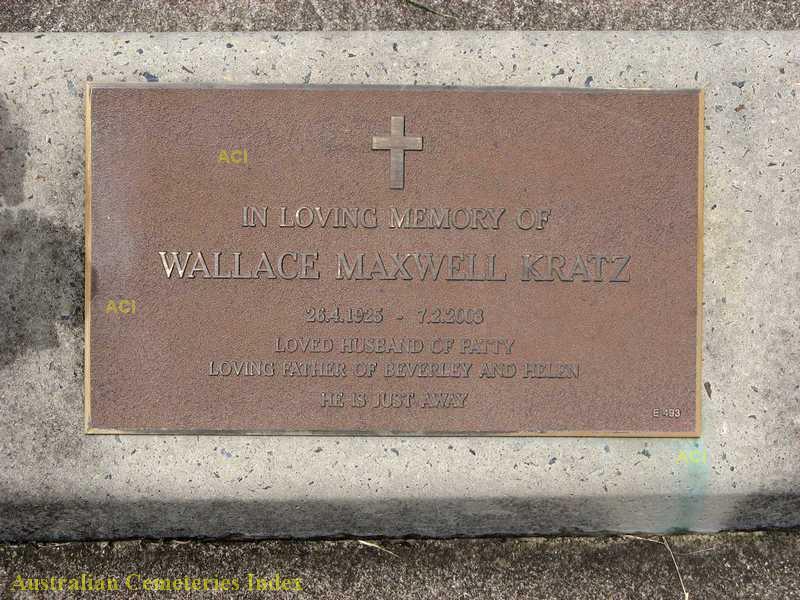 ACI
IN LOVING MEMORY OF
WALLACE MAXWELL KRATZ
ACI
26.4.1925 - 7.2.2003
LOVED HUSBAND OF PATTY
LOVING FATHER OF BEVERLEY AND HELEN
HE IS JUST AWAY
E 493
ACI
Australian Cemeteries Index